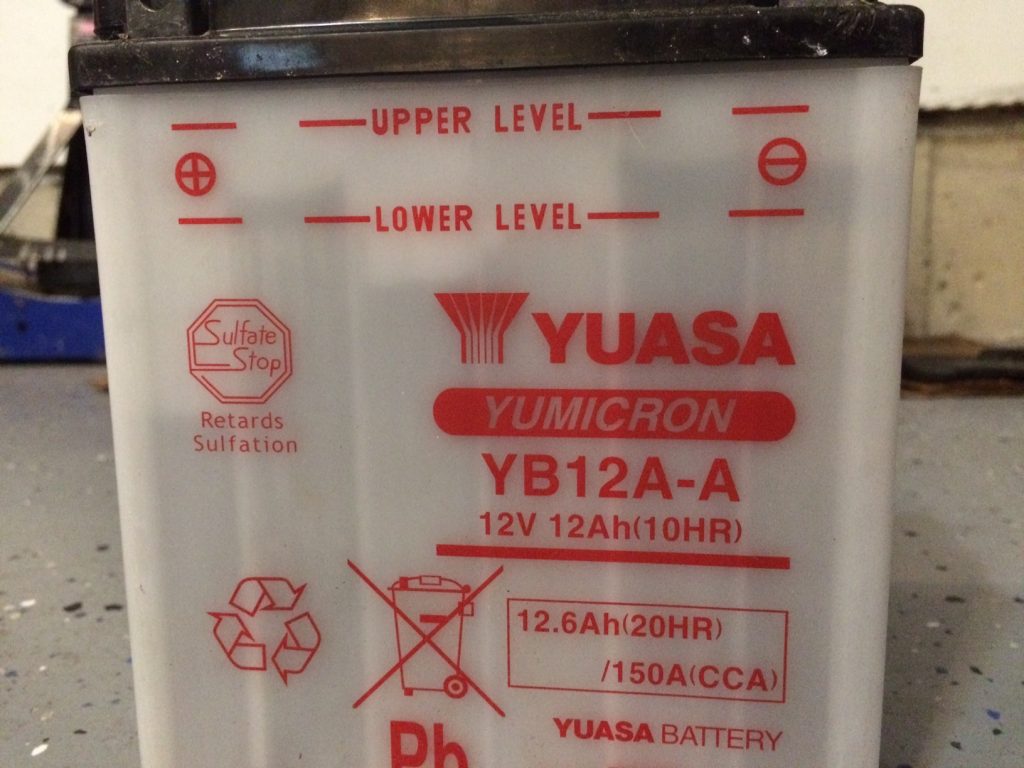 UPPER LEVEL
⊕
⊖
LOWER LEVEL
Sulfate
Stop
Retards
Sulfation
YUASA
YUMICRON
YB12A-A
12V 12Ah(10HR)
12.6Ah(20HR)
/150A(CCA)
YUASA BATTERY
Pb